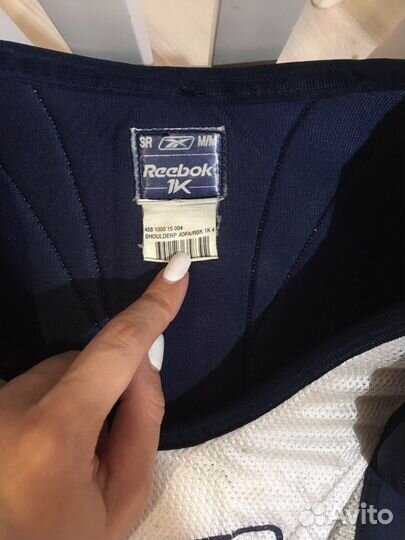 SR M/M
Reebok
1K
458 1000 15 004
SHOULDERP JOFA/RBK 1K 4
Avito